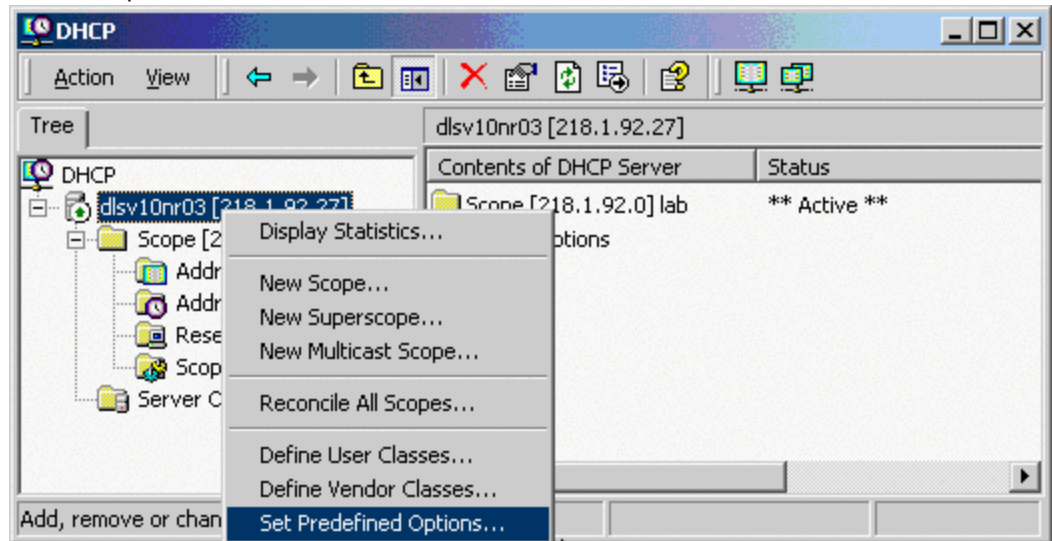 DHCP
Action View
Tree
dlsv10nr03 [218.1.92.27]
Contents of DHCP Server Status
DHCP
dlsv10nr03 [218.1.92.27]
Scope [218.1.92.0] lab ** Active **
Scope [2
Addr
Addr
Rese
Scop
Server C
Display Statistics...
New Scope...
New Superscope...
New Multicast Scope...
Reconcile All Scopes...
Define User Classes...
Define Vendor Classes...
Set Predefined Options...
ptions
Add, remove or chan